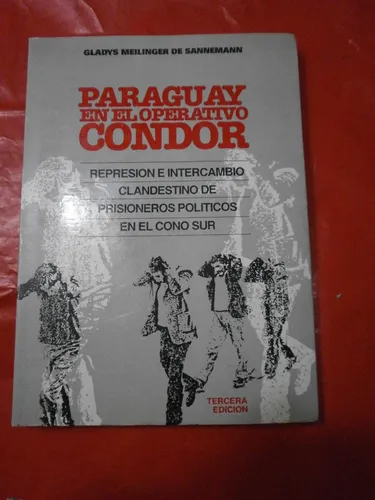 GLADYS MEILINGER DE SANNEMANN
PARAGUAY
EN EL OPERATIVO
CONDOR
REPRESION E INTERCAMBIO
CLANDESTINO DE
PRISIONEROS POLITICOS
EN EL CONO SUR
TERCERA
EDICION